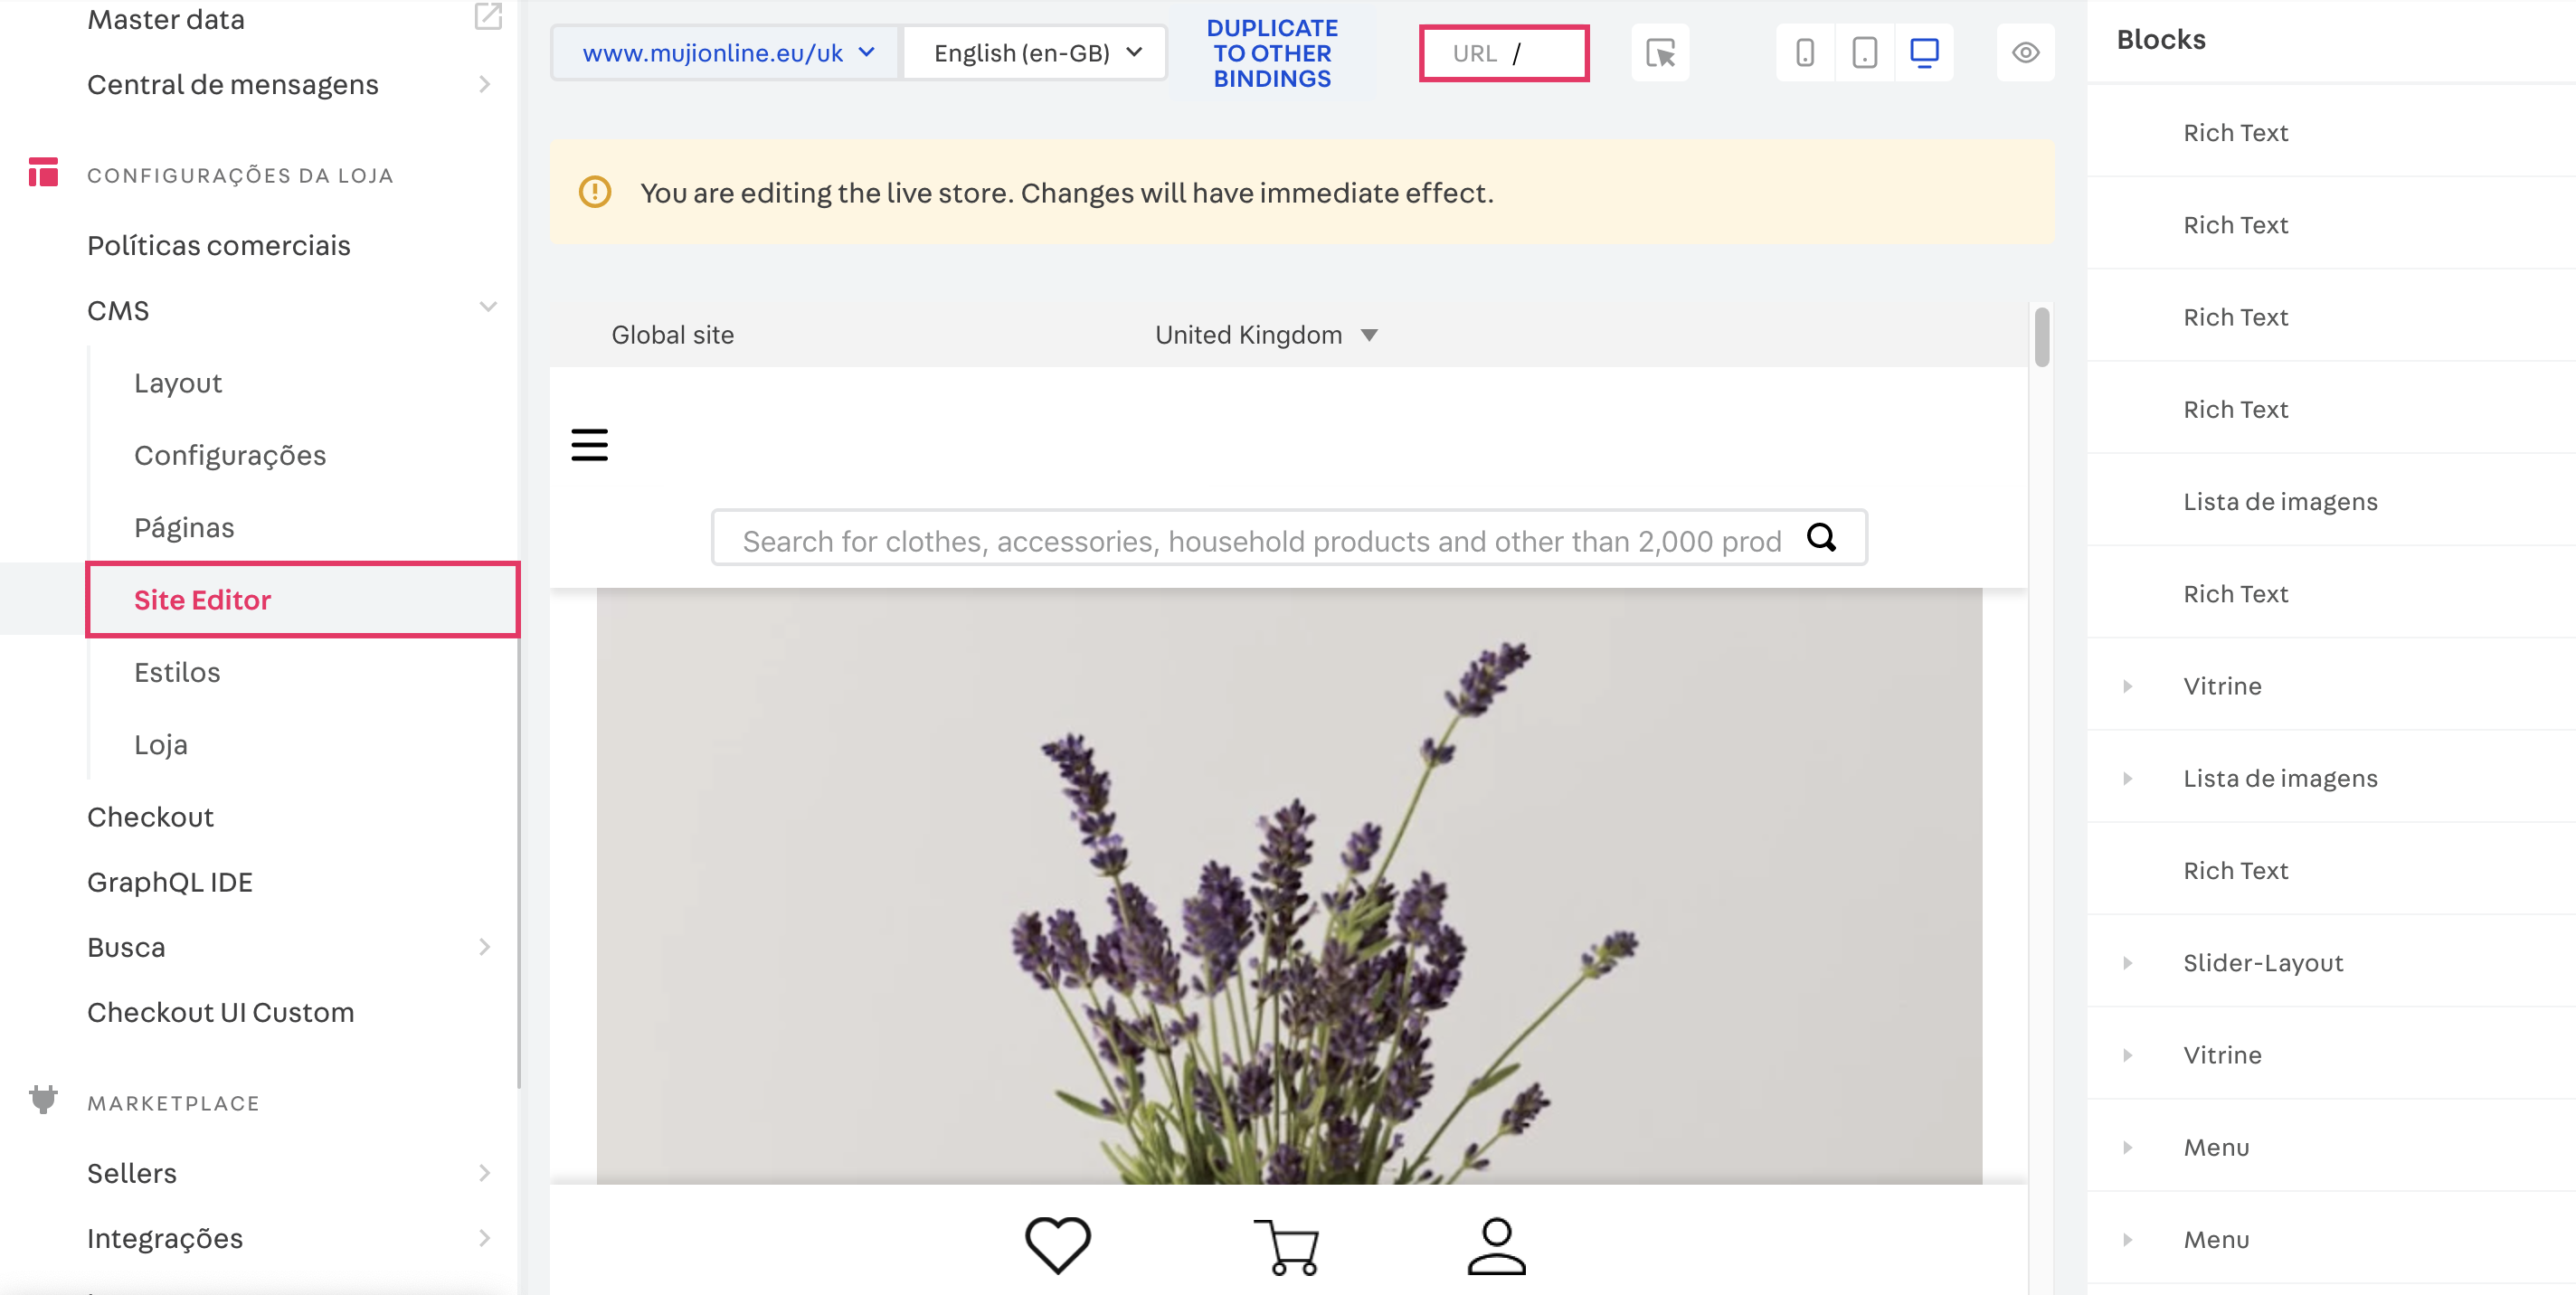 Master data
Central de mensagens
CONFIGURAÇÕES DA LOJA
Políticas comerciais
CMS
Layout
Configurações
Páginas
Site Editor
Estilos
Loja
Checkout
GraphQL IDE
Busca
Checkout UI Custom
MARKETPLACE
Sellers
Integrações
www.mujionline.eu/uk
English (en-GB)
DUPLICATE
TO OTHER
BINDINGS
URL /
You are editing the live store. Changes will have immediate effect.
Global site
United Kingdom
Search for clothes, accessories, household products and other than 2,000 prod
Blocks
Rich Text
Rich Text
Rich Text
Rich Text
Lista de imagens
Rich Text
Vitrine
Lista de imagens
Rich Text
Slider-Layout
Vitrine
Menu
Menu